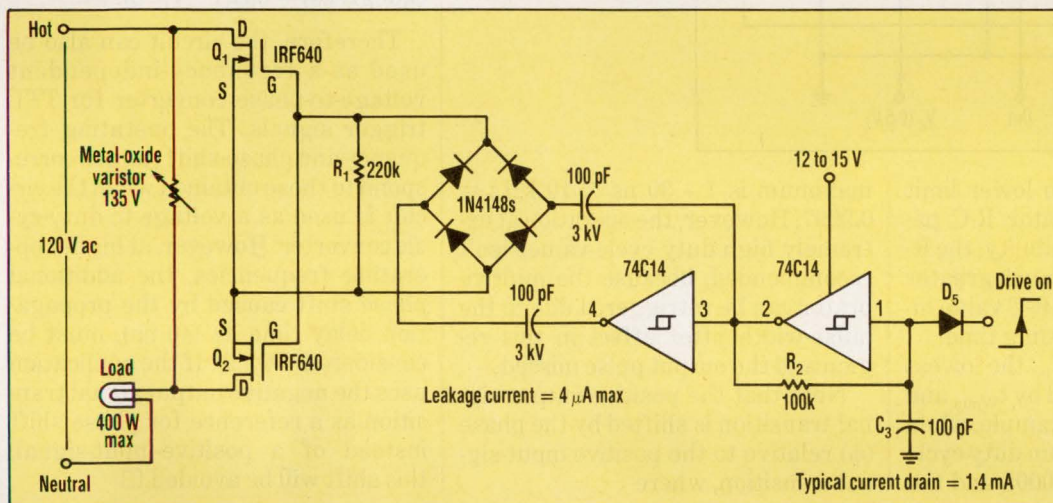 Hot
D
Q1
IRF640
S
G
Metal-oxide
varistor
135 V
R1
220k
1N4148s
100 pF
3 kV
12 to 15 V
120 V ac
74C14
74C14
4
3
2
1
D5
Drive on
100 pF
3 kV
S
G
Q2
IRF640
D
Load
400 W
max
Leakage current = 4 μA max
R2
100k
C3
100 pF
Neutral
Typical current drain = 1.4 mA